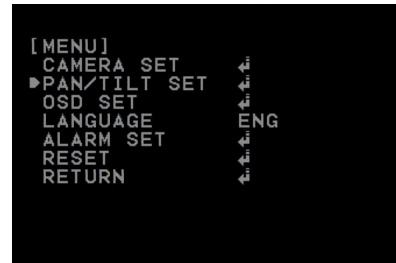 [MENU]
CAMERA SET ↲
▶PAN/TILT SET ↲
OSD SET ↲
LANGUAGE ENG
ALARM SET ↲
RESET ↲
RETURN ↲